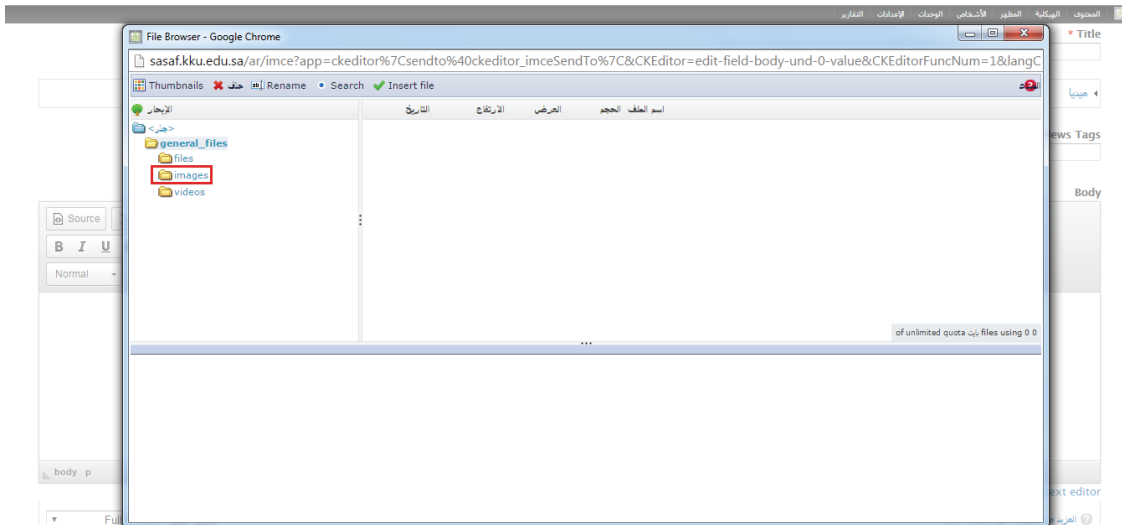 المحتوى الهيكلية المظهر الأشخاص الوحدات الإعدادات التقارير
File Browser - Google Chrome
* Title
sasaf.kku.edu.sa/ar/imce?app=ckeditor%7Csendto%40ckeditor_imceSendTo%7C&CKEditor=edit-field-body-und-0-value&CKEditorFuncNum=1&langC
Thumbnails حذف Rename Search Insert file
ميديا
الإبحار
اسم الملف الحجم العرض الارتفاع التاريخ
<جذر>
general_files
files
images
videos
ews Tags
Body
Source
B I U
Normal
0 0 files using بايت of unlimited quota
body p
ext editor
Full
المزيد